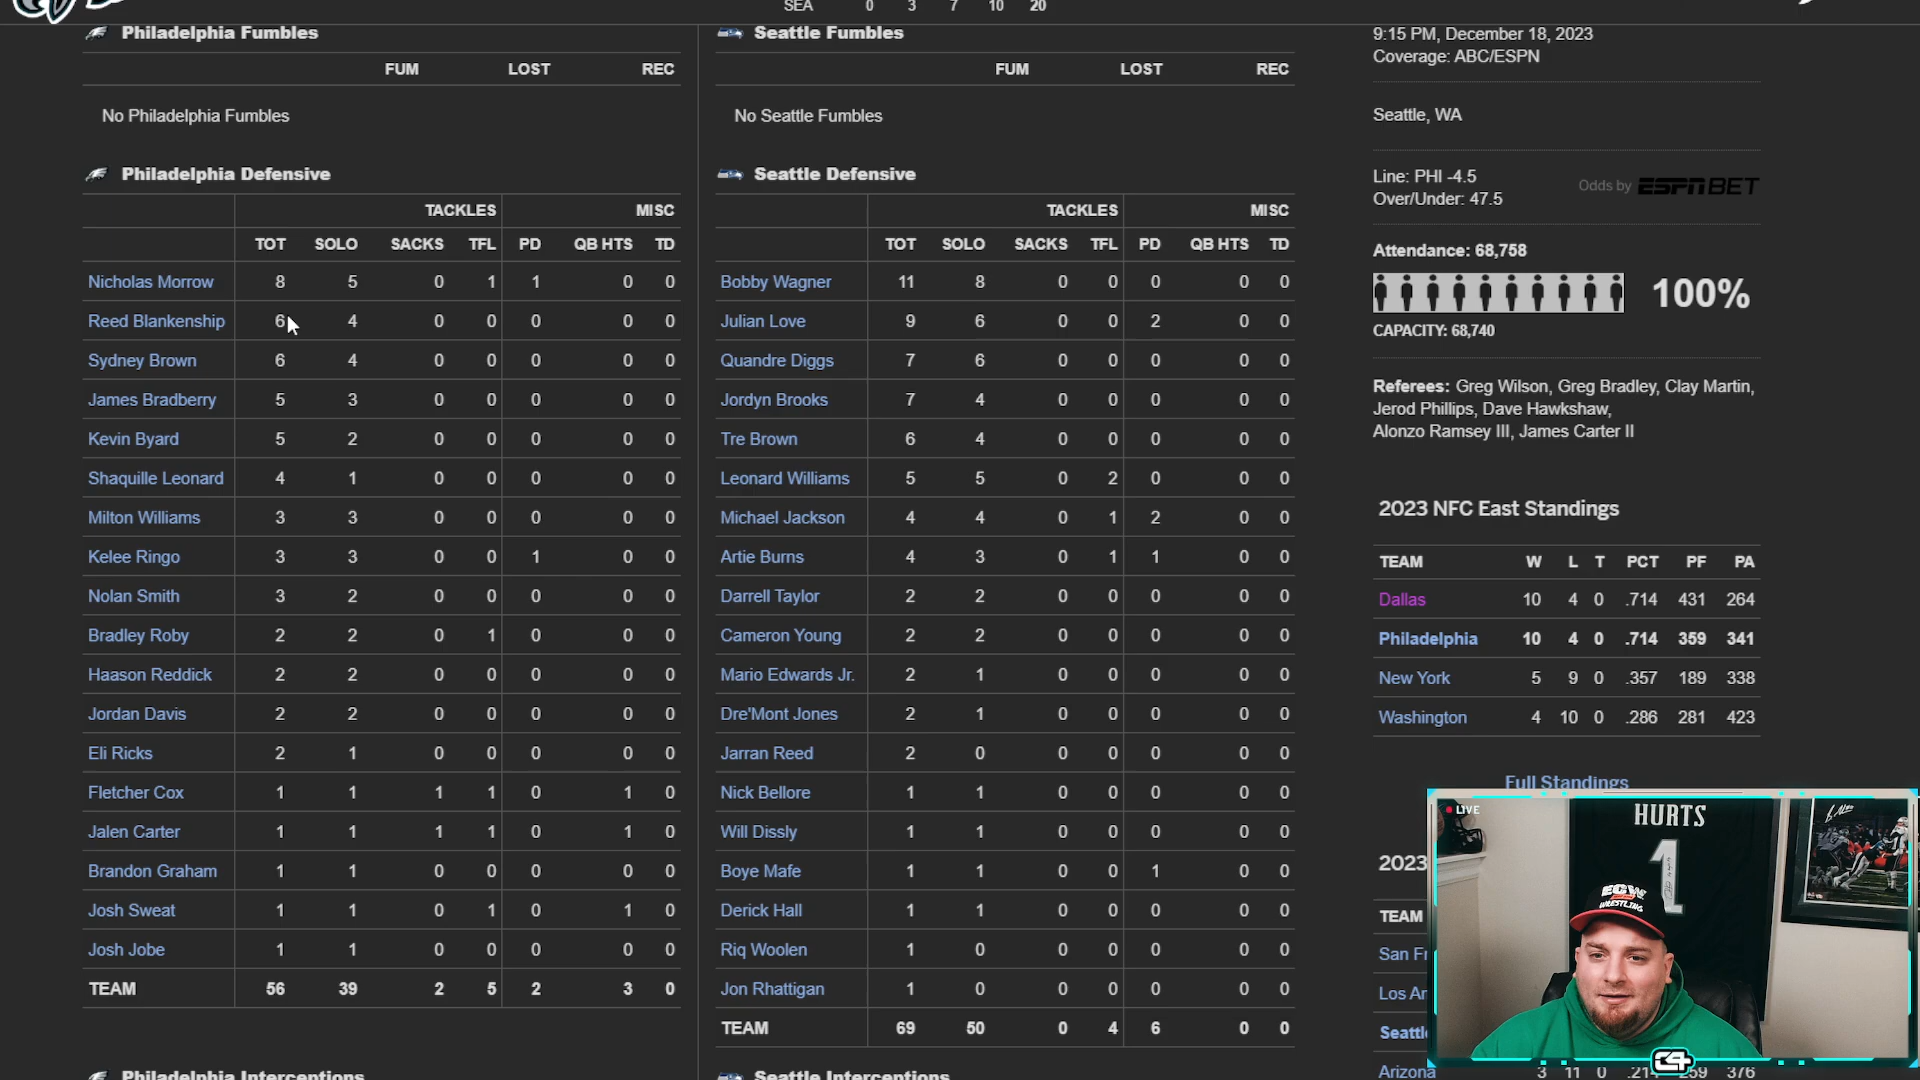 SEA 0 3 7 10 20
Philadelphia Fumbles
FUM LOST REC
No Philadelphia Fumbles
Philadelphia Defensive
TACKLES MISC
TOT SOLO SACKS TFL PD QB HTS TD
Nicholas Morrow 8 5 0 1 1 0 0
Reed Blankenship 6 4 0 0 0 0 0
Sydney Brown 6 4 0 0 0 0 0
James Bradberry 5 3 0 0 0 0 0
Kevin Byard 5 2 0 0 0 0 0
Shaquille Leonard 4 1 0 0 0 0 0
Milton Williams 3 3 0 0 0 0 0
Kelee Ringo 3 3 0 0 1 0 0
Nolan Smith 3 2 0 0 0 0 0
Bradley Roby 2 2 0 1 0 0 0
Haason Reddick 2 2 0 0 0 0 0
Jordan Davis 2 2 0 0 0 0 0
Eli Ricks 2 1 0 0 0 0 0
Fletcher Cox 1 1 1 1 0 1 0
Jalen Carter 1 1 1 1 0 1 0
Brandon Graham 1 1 0 0 0 0 0
Josh Sweat 1 1 0 1 0 1 0
Josh Jobe 1 1 0 0 0 0 0
TEAM 56 39 2 5 2 3 0
Philadelphia Interceptions
Seattle Fumbles
FUM LOST REC
No Seattle Fumbles
Seattle Defensive
TACKLES MISC
TOT SOLO SACKS TFL PD QB HTS TD
Bobby Wagner 11 8 0 0 0 0 0
Julian Love 9 6 0 0 2 0 0
Quandre Diggs 7 6 0 0 0 0 0
Jordyn Brooks 7 4 0 0 0 0 0
Tre Brown 6 4 0 0 0 0 0
Leonard Williams 5 5 0 2 0 0 0
Michael Jackson 4 4 0 1 2 0 0
Artie Burns 4 3 0 1 1 0 0
Darrell Taylor 2 2 0 0 0 0 0
Cameron Young 2 2 0 0 0 0 0
Mario Edwards Jr. 2 1 0 0 0 0 0
Dre'Mont Jones 2 1 0 0 0 0 0
Jarran Reed 2 0 0 0 0 0 0
Nick Bellore 1 1 0 0 0 0 0
Will Dissly 1 1 0 0 0 0 0
Boye Mafe 1 1 0 0 1 0 0
Derick Hall 1 1 0 0 0 0 0
Riq Woolen 1 0 0 0 0 0 0
Jon Rhattigan 1 0 0 0 0 0 0
TEAM 69 50 0 4 6 0 0
Seattle Interceptions
9:15 PM, December 18, 2023
Coverage: ABC/ESPN
Seattle, WA
Line: PHI -4.5
Over/Under: 47.5
Odds by ESPN BET
Attendance: 68,758
100%
CAPACITY: 68,740
Referees: Greg Wilson, Greg Bradley, Clay Martin,
Jerod Phillips, Dave Hawkshaw,
Alonzo Ramsey III, James Carter II
2023 NFC East Standings
TEAM W L T PCT PF PA
Dallas 10 4 0 .714 431 264
Philadelphia 10 4 0 .714 359 341
New York 5 9 0 .357 189 338
Washington 4 10 0 .286 281 423
Full Standings
2023
TEAM
San Fr
Los An
Seattl
Arizona 3 11 0 .214 259 376
LIVE
HURTS
1
ECW
WRESTLING